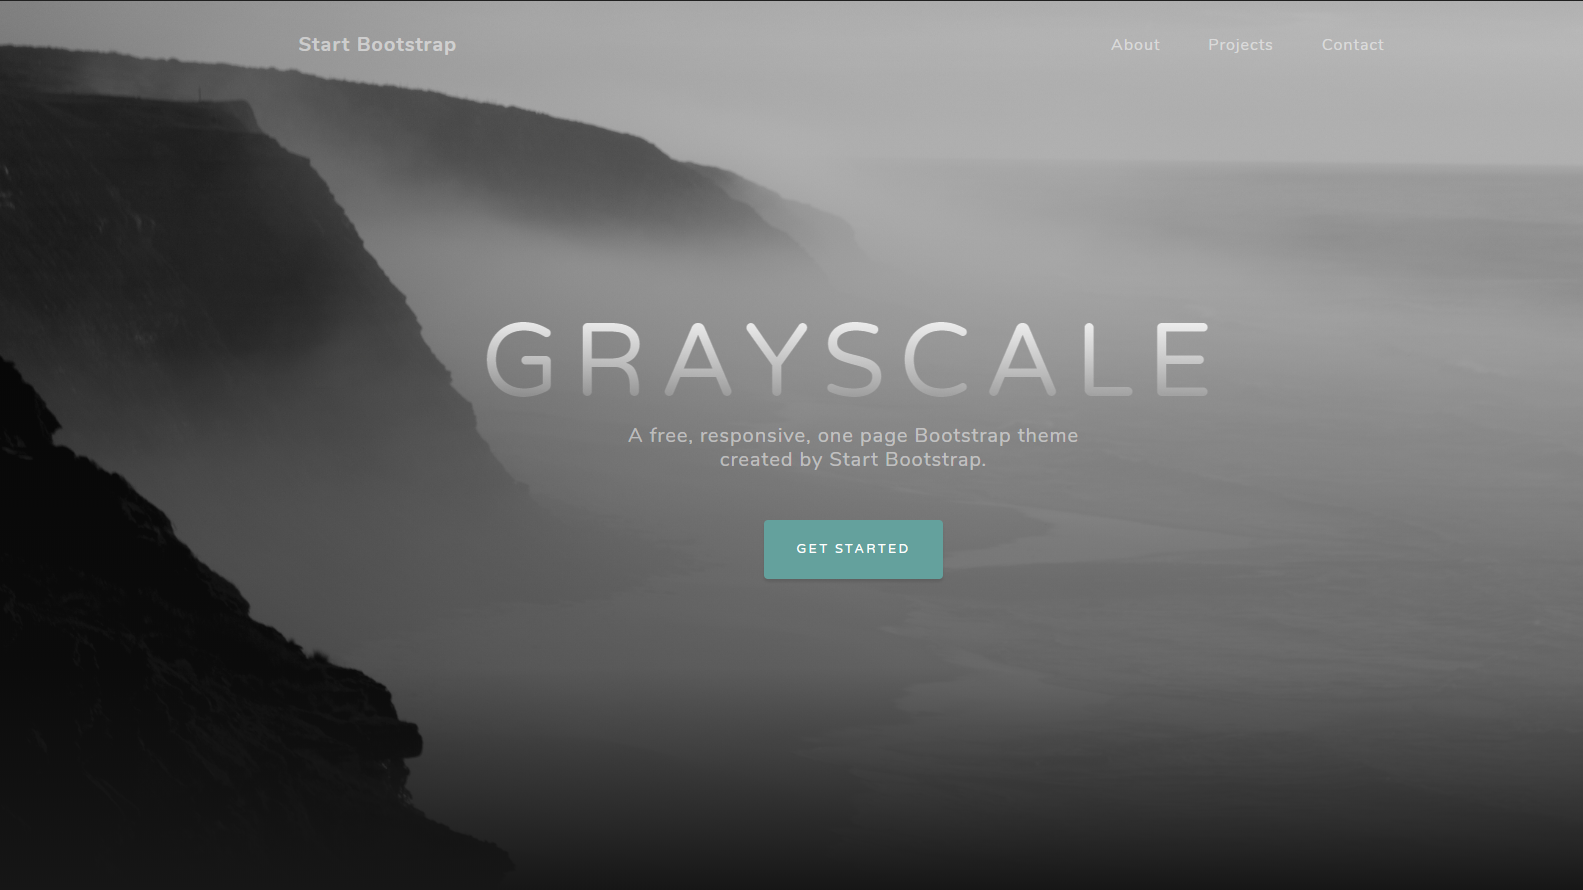 Start Bootstrap
About
Projects
Contact
GRAYSCALE
A free, responsive, one page Bootstrap theme
created by Start Bootstrap.
GET STARTED